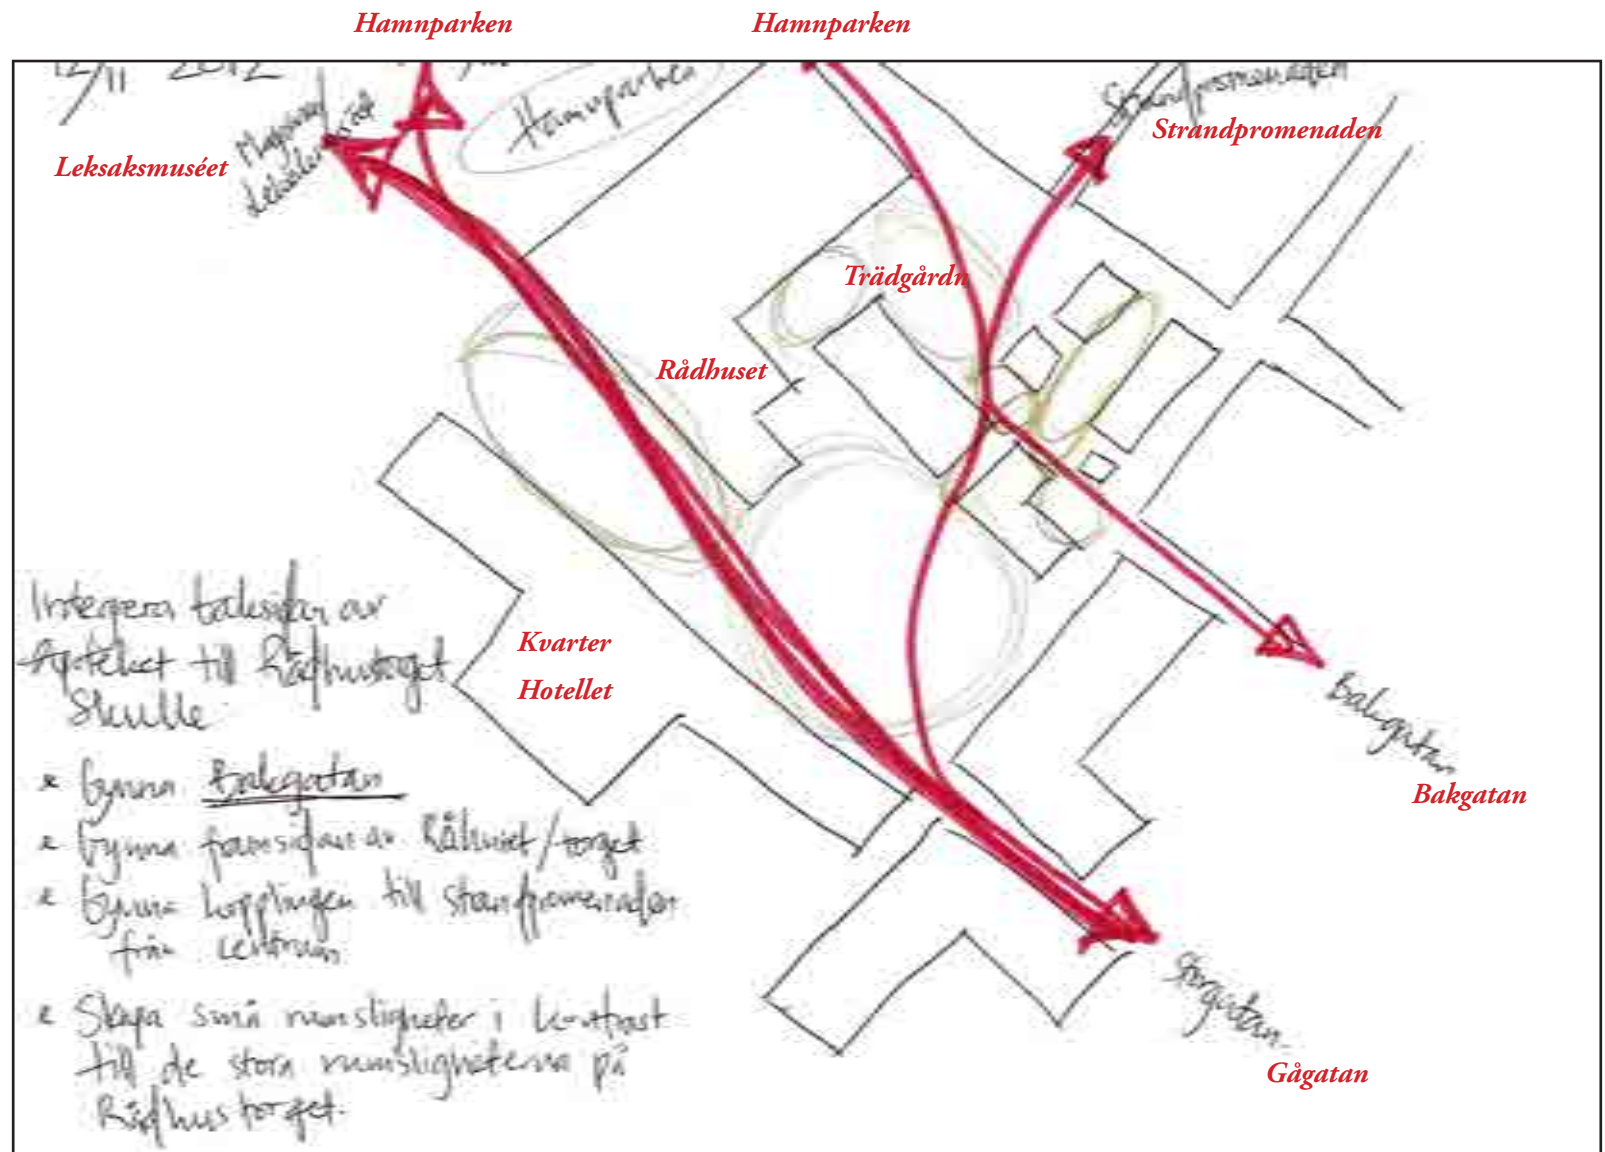 Hamnparken
Hamnparken
12/11 2012
Hamnparken
Strandpromenaden
Strandpromenaden
Leksaksmuséet
Trädgårdn
Rådhuset
Integrera baksidan av
Apoteket till Rådhustorget
Skulle
Kvarter
Hotellet
Bakgatan
Bakgatan
Gynna Bakgatan
Gynna framsidan av Rådhuset/torget
Gynna kopplingen till strandpromenaden
från centrum
Storgatan
Gågatan
Skapa små rumsligheter i kontrast
till de stora rumsligheterna på
Rådhustorget.